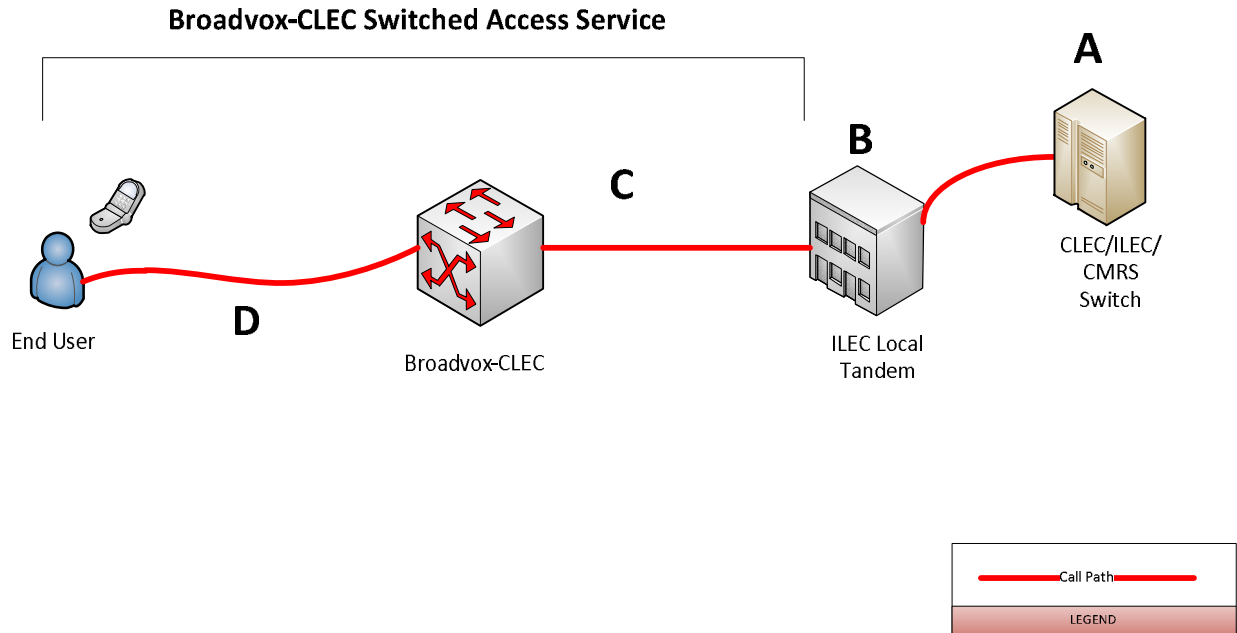 Broadvox-CLEC Switched Access Service
A
B
C
CLEC/ILEC/
CMRS
Switch
D
End User
Broadvox-CLEC
ILEC Local
Tandem
Call Path
LEGEND